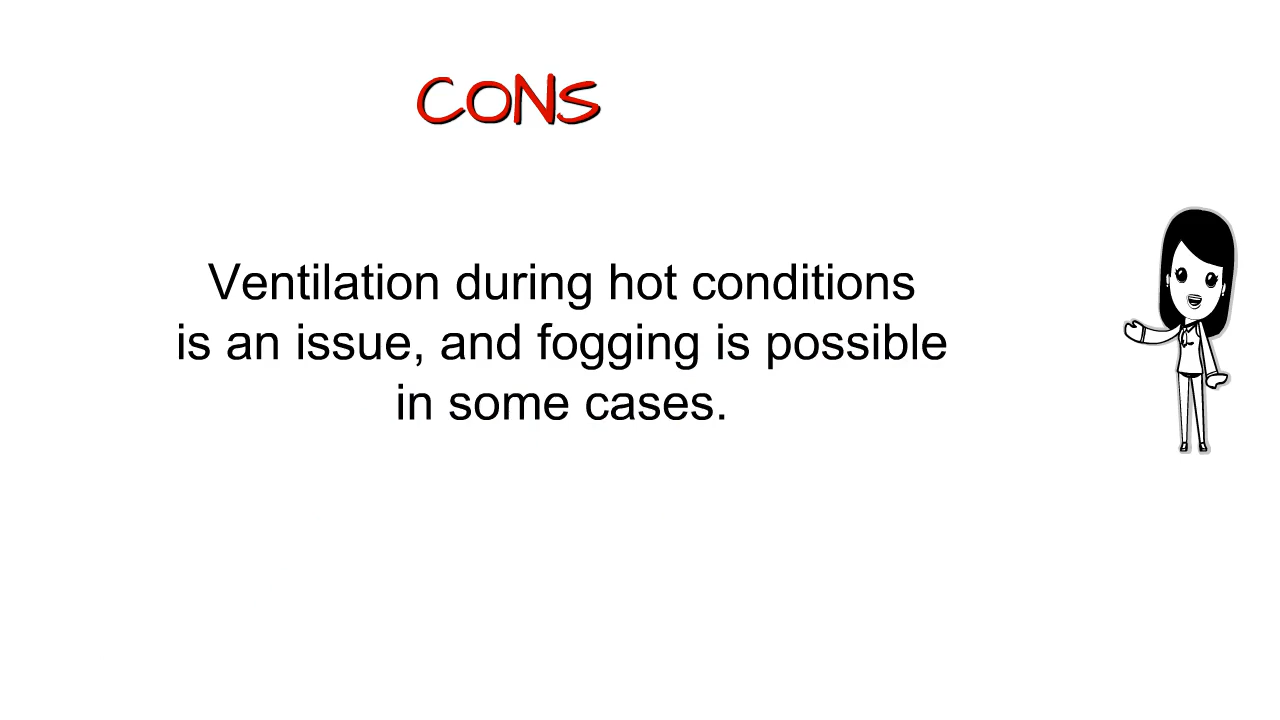 CONS
Ventilation during hot conditions
is an issue, and fogging is possible
in some cases.